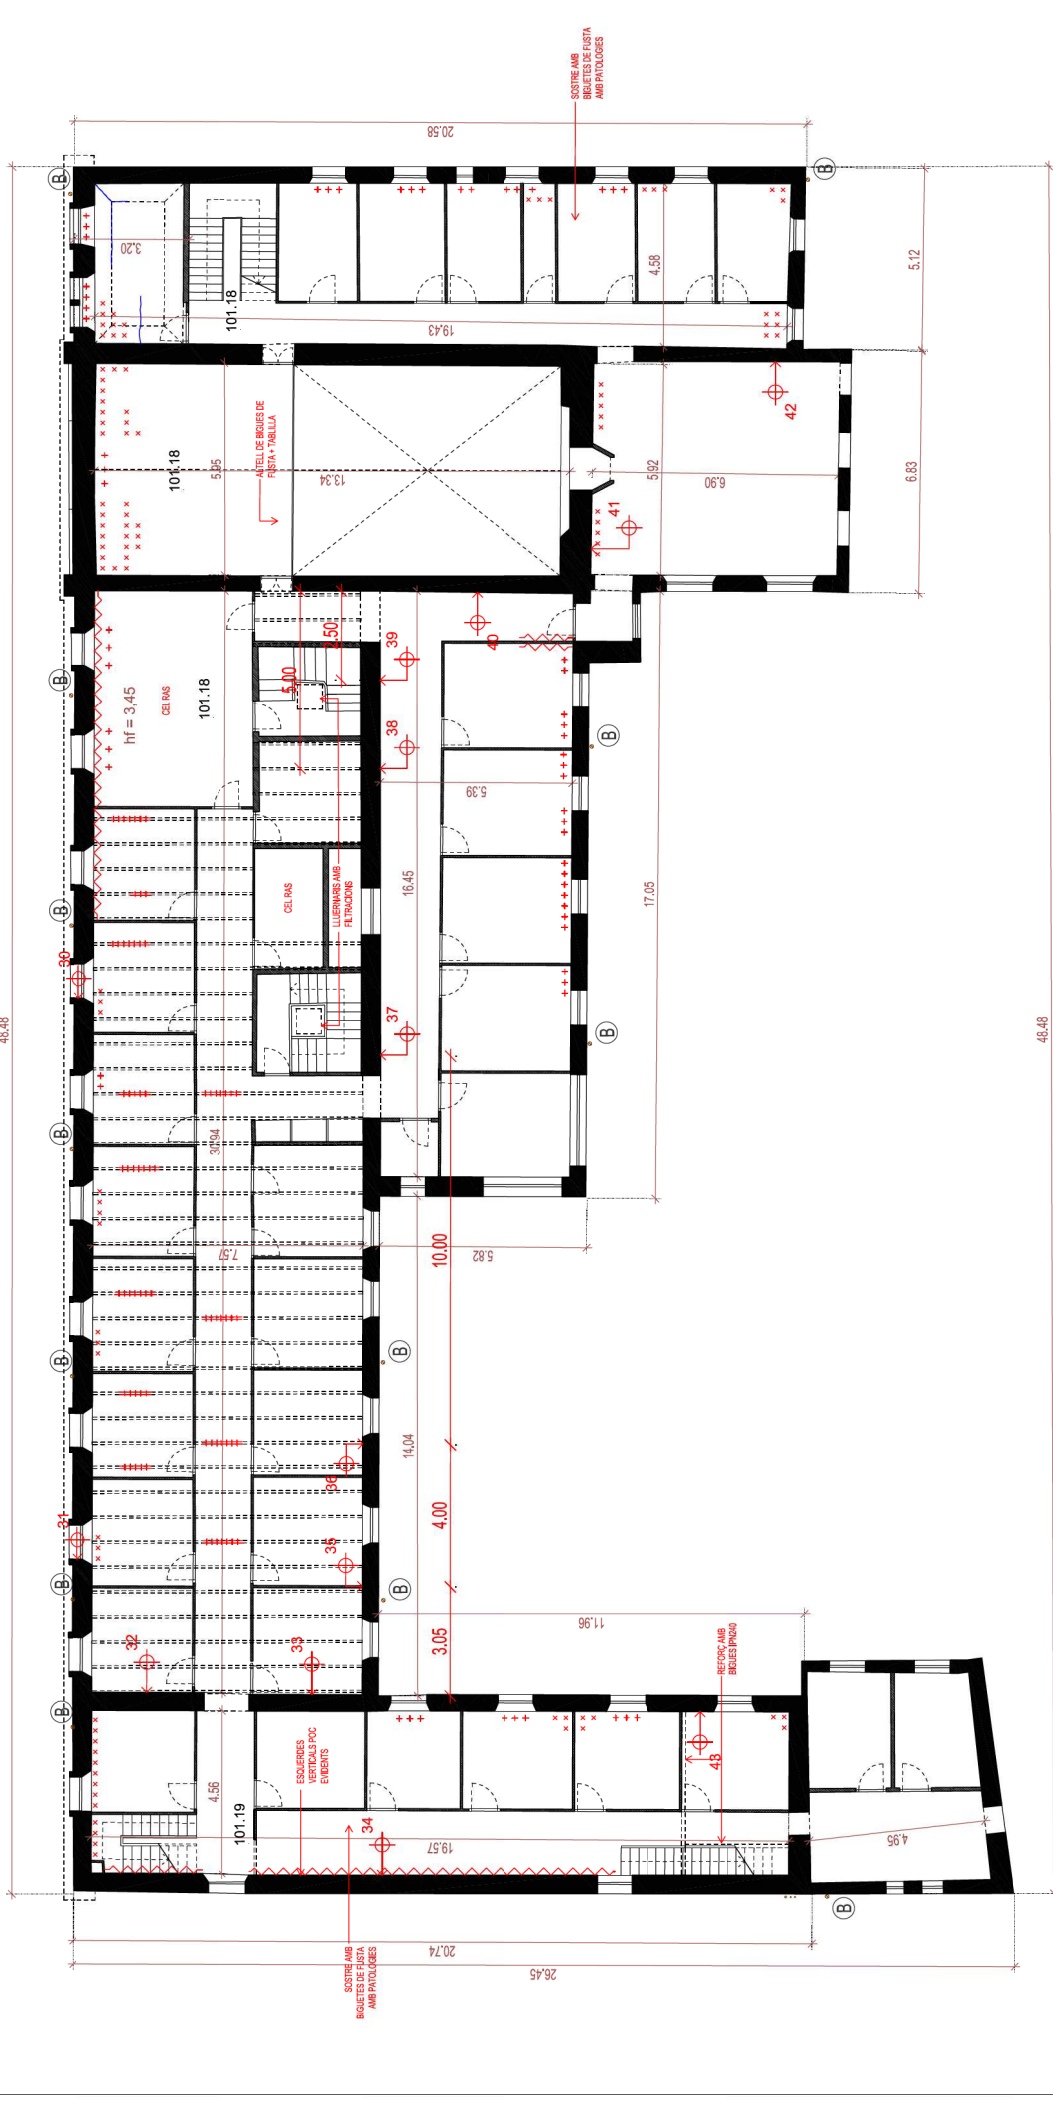 SOSTRE AMB
BIGUETES DE FUSTA
AMB PATOLOGIES
20.58
B
B
3.20
101.18
4.58
5.12
19.43
42
101.18
5.95
ALTELL DE BIGUES DE
FUSTA + TABLILLA
13.34
5.92
6.90
6.83
41
B
hf = 3,45
CEL RAS
101.18
5.00
2.50
39
40
38
B
5.39
B
CEL RAS
LLUERNARIS AMB
FILTRACIONS
16.45
17.05
30
37
B
48.48
48.48
B
30.94
7.57
10.00
5.82
B
B
14.04
36
31
4.00
35
B
B
11.96
32
33
3.05
REFORÇ AMB
BIGUES IPN240
B
ESQUERDES
VERTICALS POC
EVIDENTS
43
4.56
101.19
34
19.57
4.95
B
20.74
SOSTRE AMB
BIGUETES DE FUSTA
AMB PATOLOGIES
26.45